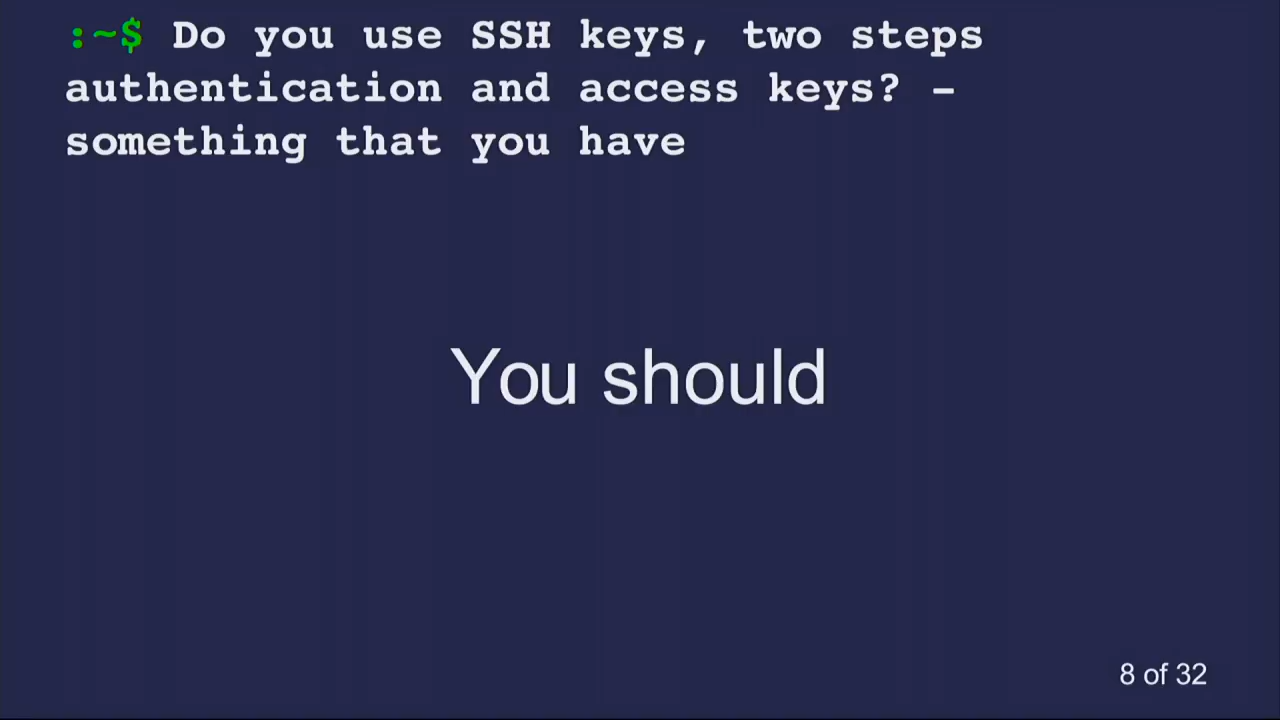 :~$ Do you use SSH keys, two steps
authentication and access keys? –
something that you have
You should
8 of 32